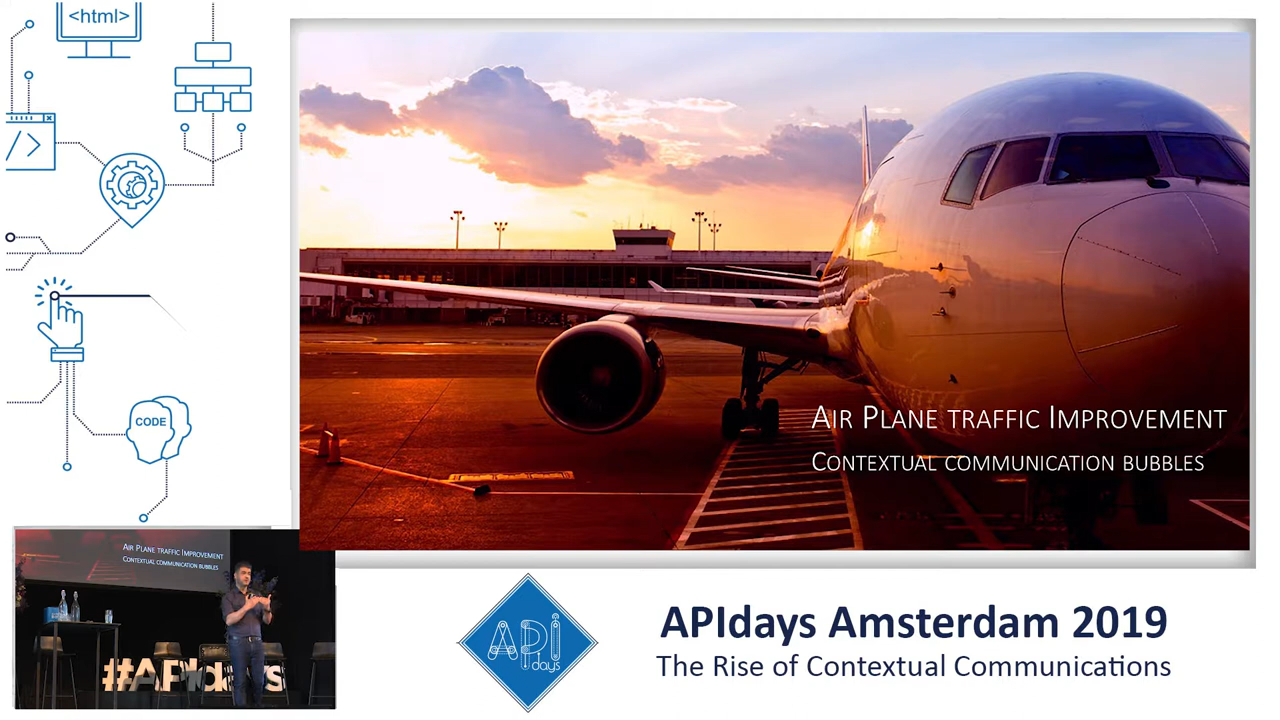 <html>
</>
CODE
AIR PLANE TRAFFIC IMPROVEMENT
CONTEXTUAL COMMUNICATION BUBBLES
AIR PLANE TRAFFIC IMPROVEMENT
CONTEXTUAL COMMUNICATION BUBBLES
#APIdays
API
days
APIdays Amsterdam 2019
The Rise of Contextual Communications